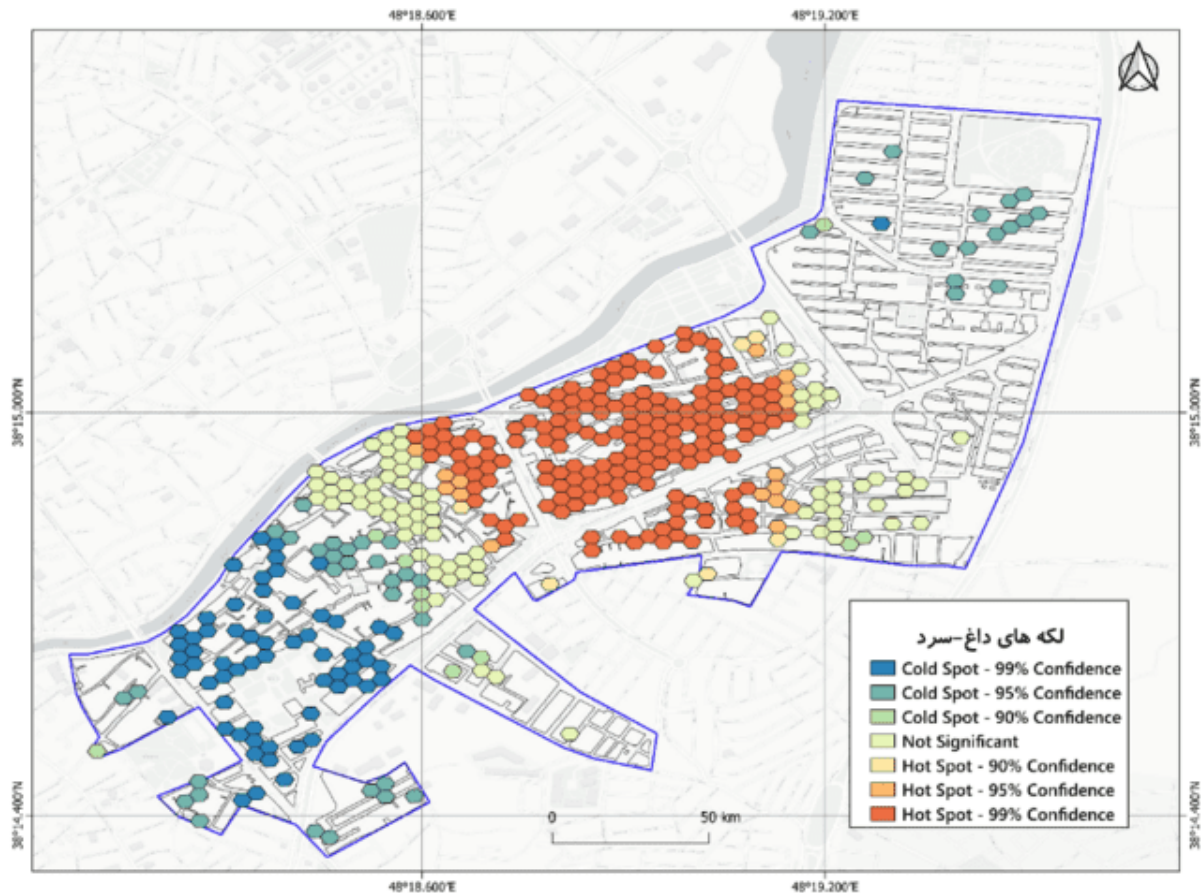 48°18.600'E 48°19.200'E
38°15.000'N 38°15.000'N
لکه های داغ-سرد
Cold Spot - 99% Confidence
Cold Spot - 95% Confidence
Cold Spot - 90% Confidence
Not Significant
Hot Spot - 90% Confidence
Hot Spot - 95% Confidence
Hot Spot - 99% Confidence
38°14.400'N 38°14.400'N
0 50 km
48°18.600'E 48°19.200'E